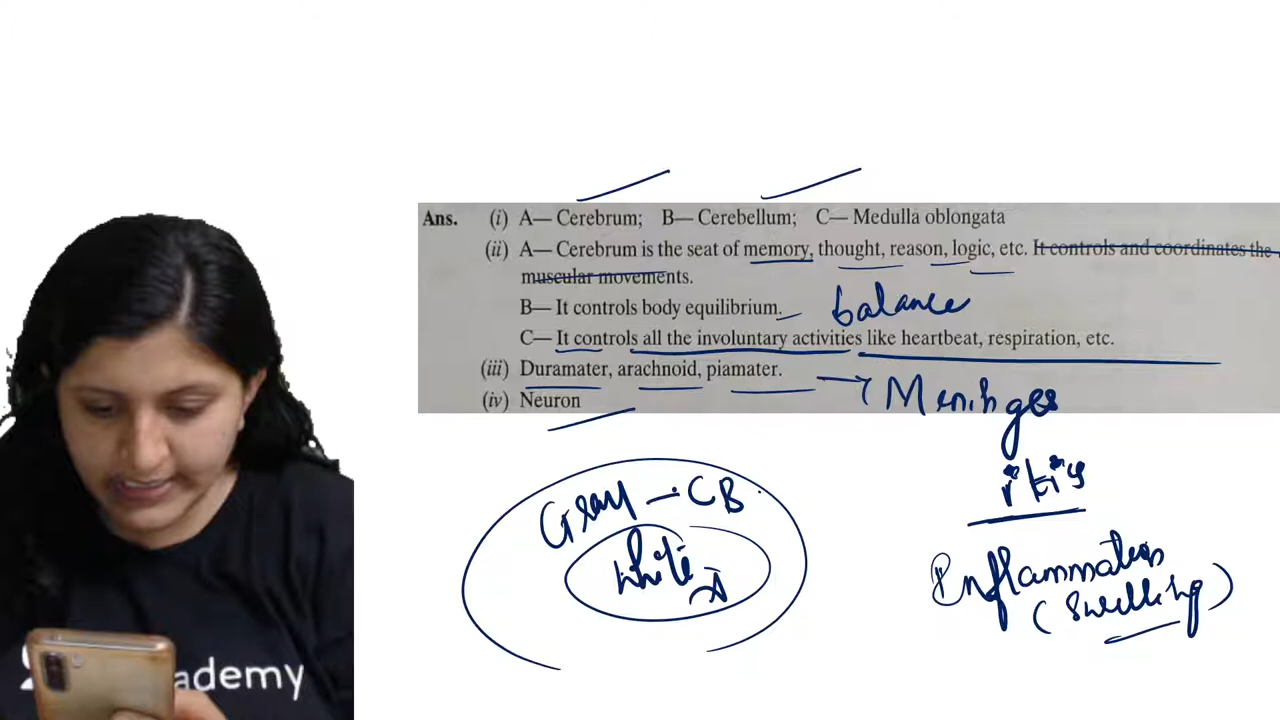 Ans. (i) A— Cerebrum; B— Cerebellum; C— Medulla oblongata
(ii) A— Cerebrum is the seat of memory, thought, reason, logic, etc. It controls and coordinates the
muscular movements.
B— It controls body equilibrium. balance
C— It controls all the involuntary activities like heartbeat, respiration, etc.
(iii) Duramater, arachnoid, piamater.
Meninges
(iv) Neuron
itis
Gray - CB
White A
Inflammation
(Swelling)
ademy